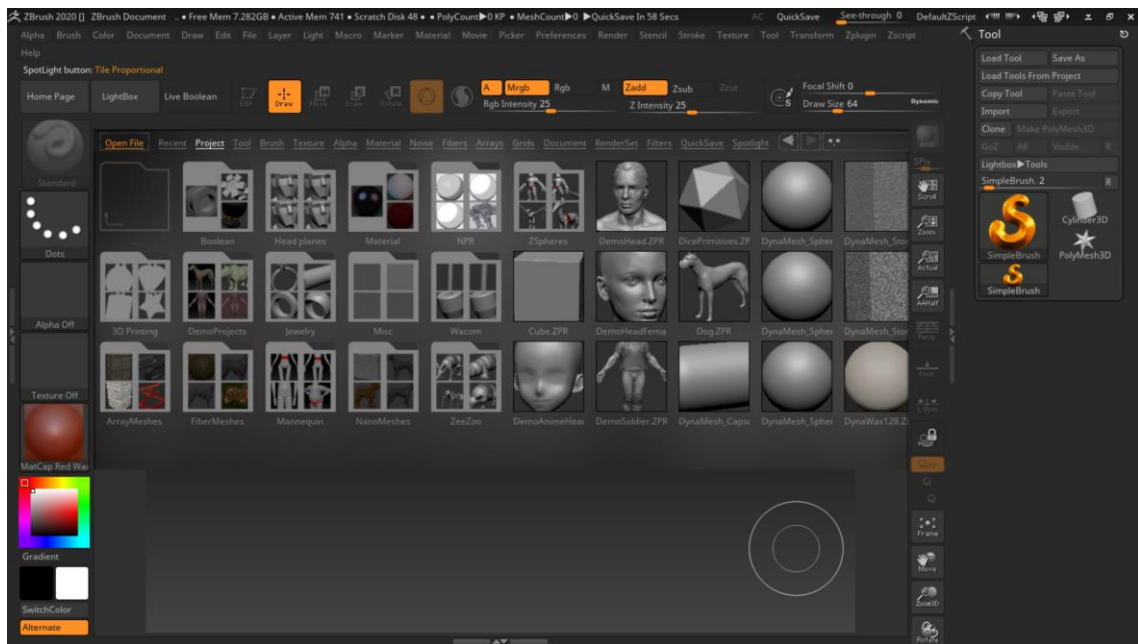 ZBrush 2020 [] ZBrush Document .. • Free Mem 7.282GB • Active Mem 741 • Scratch Disk 48 • • PolyCount▶0 KP • MeshCount▶0 ▶QuickSave In 58 Secs AC QuickSave See-through 0 DefaultZScript
Alpha Brush Color Document Draw Edit File Layer Light Macro Marker Material Movie Picker Preferences Render Stencil Stroke Texture Tool Transform Zplugin Zscript
Help
SpotLight button: Tile Proportional
Home Page LightBox Live Boolean Edit Draw Move Scale Rotate
A Mrgb Rgb M Zadd Zsub Zcut Focal Shift 0
Rgb Intensity 25 Z Intensity 25 S Draw Size 64 Dynamic
Open File Recent Project Tool Brush Texture Alpha Material Noise Fibers Arrays Grids Document RenderSet Filters QuickSave Spotlight
Standard
Dots
Alpha Off
Texture Off
MatCap Red Wa
Gradient
SwitchColor
Alternate
.. Boolean Head planes Material NPR ZSpheres DemoHead.ZPR DicePrimitives.ZP DynaMesh_Sphe DynaMesh_Sto
3D Printing DemoProjects Jewelry Misc Wacom Cube.ZPR DemoHeadFema Dog.ZPR DynaMesh_Sphe DynaMesh_Sto
ArrayMeshes FiberMeshes Mannequin NanoMeshes ZeeZoo DemoAnimeHea DemoSoldier.ZPR DynaMesh_Caps DynaMesh_Sphe DynaWax128.Z
SPix
Scroll
Zoom
Actual
AAHalf
Persp
Floor
L.Sym
Frame
Move
Zoom3D
Rotate
Tool
Load Tool Save As
Load Tools From Project
Copy Tool Paste Tool
Import Export
Clone Make PolyMesh3D
GoZ All Visible R
Lightbox▶Tools
SimpleBrush. 2 R
Cylinder3D
SimpleBrush PolyMesh3D
SimpleBrush